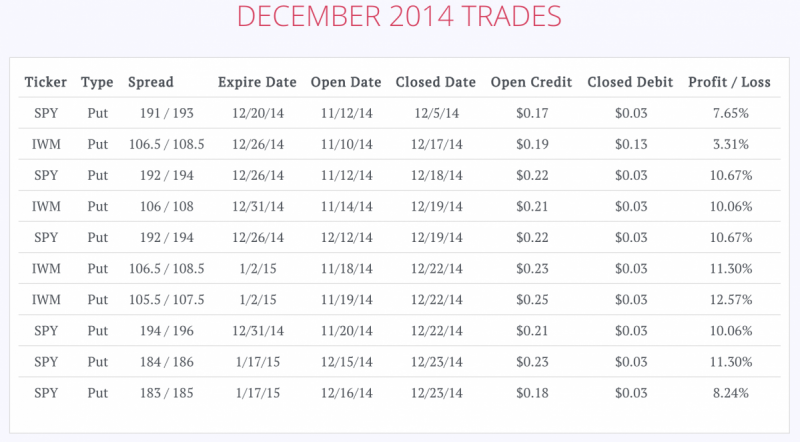 DECEMBER 2014 TRADES
Ticker Type Spread Expire Date Open Date Closed Date Open Credit Closed Debit Profit / Loss
SPY Put 191 / 193 12/20/14 11/12/14 12/5/14 $0.17 $0.03 7.65%
IWM Put 106.5 / 108.5 12/26/14 11/10/14 12/17/14 $0.19 $0.13 3.31%
SPY Put 192 / 194 12/26/14 11/12/14 12/18/14 $0.22 $0.03 10.67%
IWM Put 106 / 108 12/31/14 11/14/14 12/19/14 $0.21 $0.03 10.06%
SPY Put 192 / 194 12/26/14 12/12/14 12/19/14 $0.22 $0.03 10.67%
IWM Put 106.5 / 108.5 1/2/15 11/18/14 12/22/14 $0.23 $0.03 11.30%
IWM Put 105.5 / 107.5 1/2/15 11/19/14 12/22/14 $0.25 $0.03 12.57%
SPY Put 194 / 196 12/31/14 11/20/14 12/22/14 $0.21 $0.03 10.06%
SPY Put 184 / 186 1/17/15 12/15/14 12/23/14 $0.23 $0.03 11.30%
SPY Put 183 / 185 1/17/15 12/16/14 12/23/14 $0.18 $0.03 8.24%